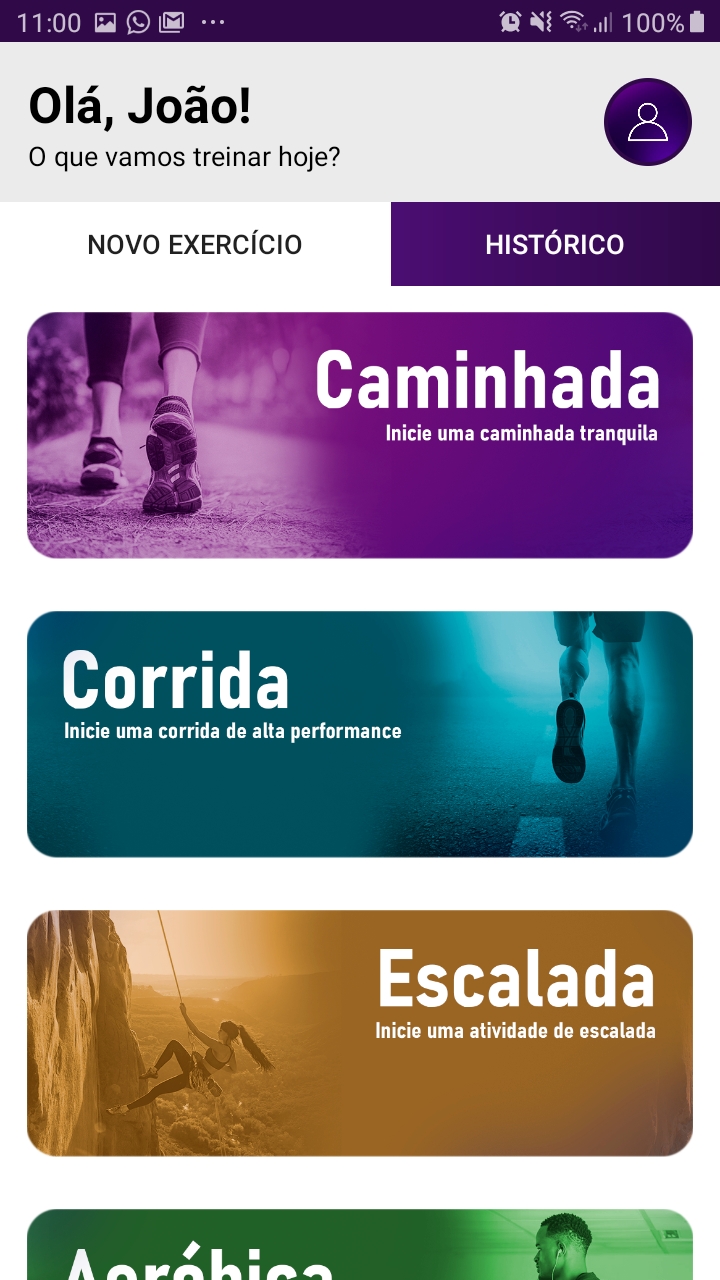 11:00 100%
Olá, João!
O que vamos treinar hoje?
NOVO EXERCÍCIO HISTÓRICO
Caminhada
Inicie uma caminhada tranquila
Corrida
Inicie uma corrida de alta performance
Escalada
Inicie uma atividade de escalada
Aeróbica